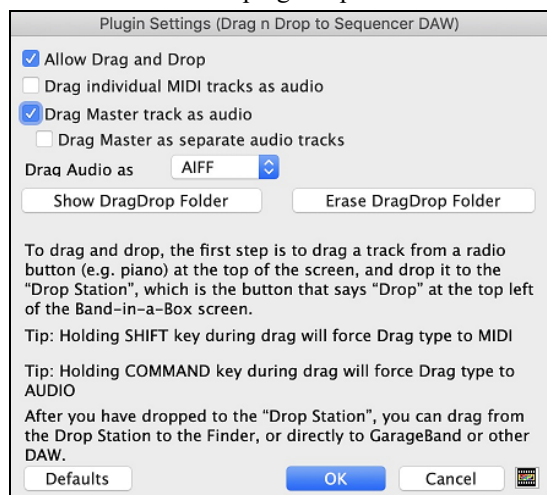 Plugin Settings (Drag n Drop to Sequencer DAW)
Allow Drag and Drop
Drag individual MIDI tracks as audio
Drag Master track as audio
Drag Master as separate audio tracks
Drag Audio as AIFF
Show DragDrop Folder Erase DragDrop Folder
To drag and drop, the first step is to drag a track from a radio
button (e.g. piano) at the top of the screen, and drop it to the
“Drop Station”, which is the button that says “Drop” at the top left
of the Band-in-a-Box screen.
Tip: Holding SHIFT key during drag will force Drag type to MIDI
Tip: Holding COMMAND key during drag will force Drag type to
AUDIO
After you have dropped to the “Drop Station”, you can drag from
the Drop Station to the Finder, or directly to GarageBand or other
DAW.
Defaults OK Cancel